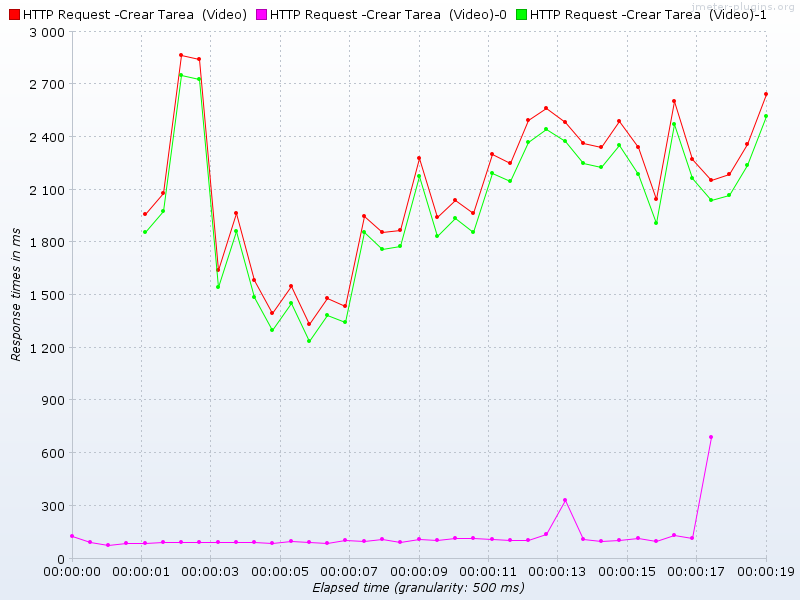 jmeter-plugins.org
HTTP Request -Crear Tarea (Video) HTTP Request -Crear Tarea (Video)-0 HTTP Request -Crear Tarea (Video)-1
3 000
2 700
2 400
2 100
1 800
1 500
1 200
900
600
300
0
Response times in ms
00:00:00 00:00:01 00:00:03 00:00:05 00:00:07 00:00:09 00:00:11 00:00:13 00:00:15 00:00:17 00:00:19
Elapsed time (granularity: 500 ms)